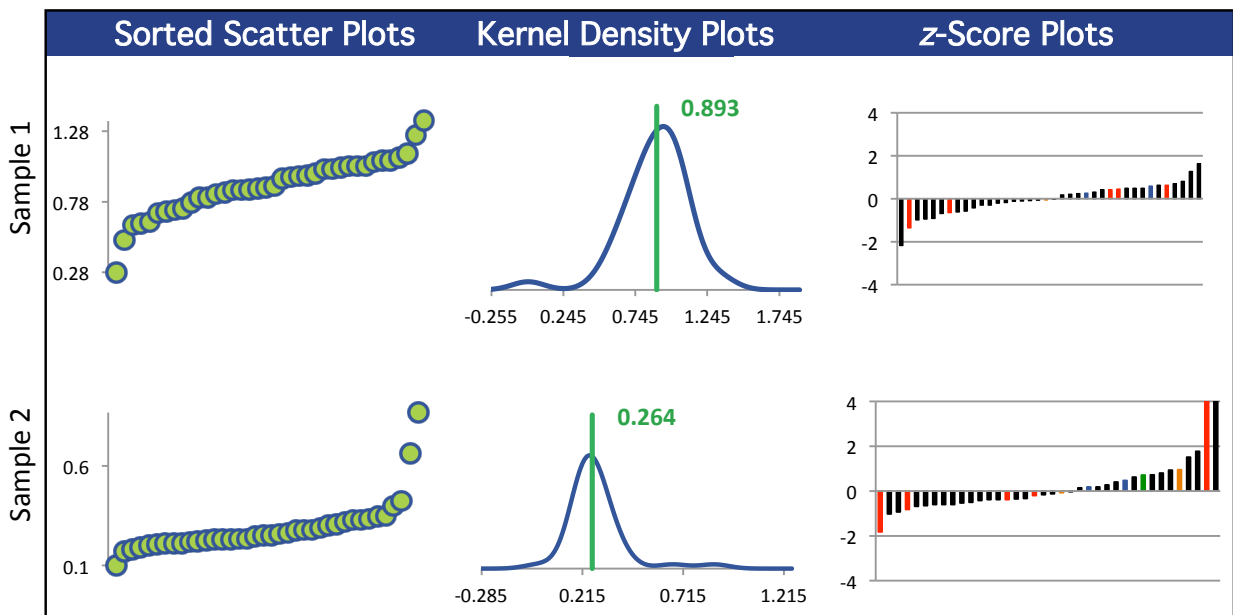 Sorted Scatter Plots
Kernel Density Plots
z-Score Plots
Sample 1
1.28
0.78
0.28
0.893
-0.255 0.245 0.745 1.245 1.745
4
2
0
-2
-4
Sample 2
0.6
0.1
0.264
-0.285 0.215 0.715 1.215
4
2
0
-2
-4